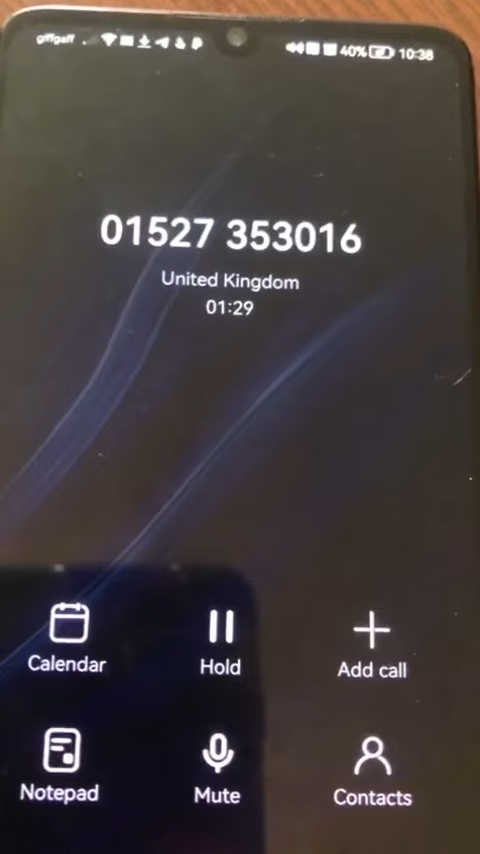 giffgaff 40% 10:38
01527 353016
United Kingdom
01:29
Calendar Hold Add call
Notepad Mute Contacts